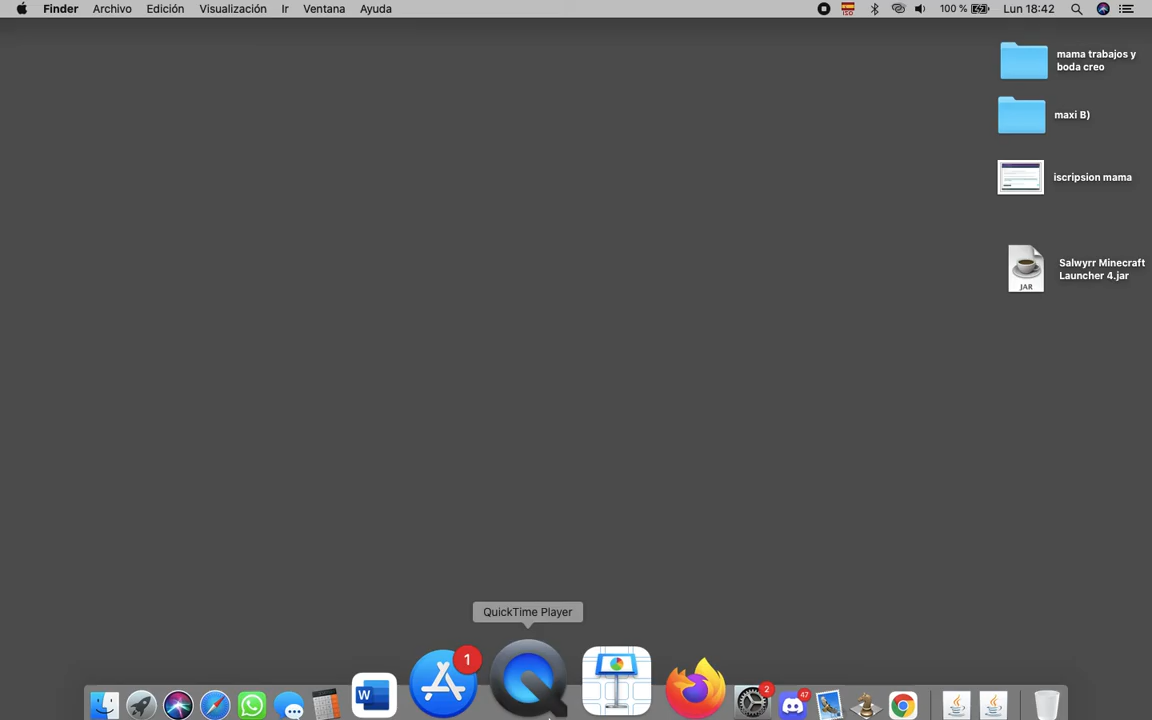 Finder Archivo Edición Visualización Ir Ventana Ayuda
ISO 100 % Lun 18:42
mama trabajos y
boda creo
maxi B)
iscripsion mama
JAR
Salwyrr Minecraft
Launcher 4.jar
QuickTime Player
1
W
2
47